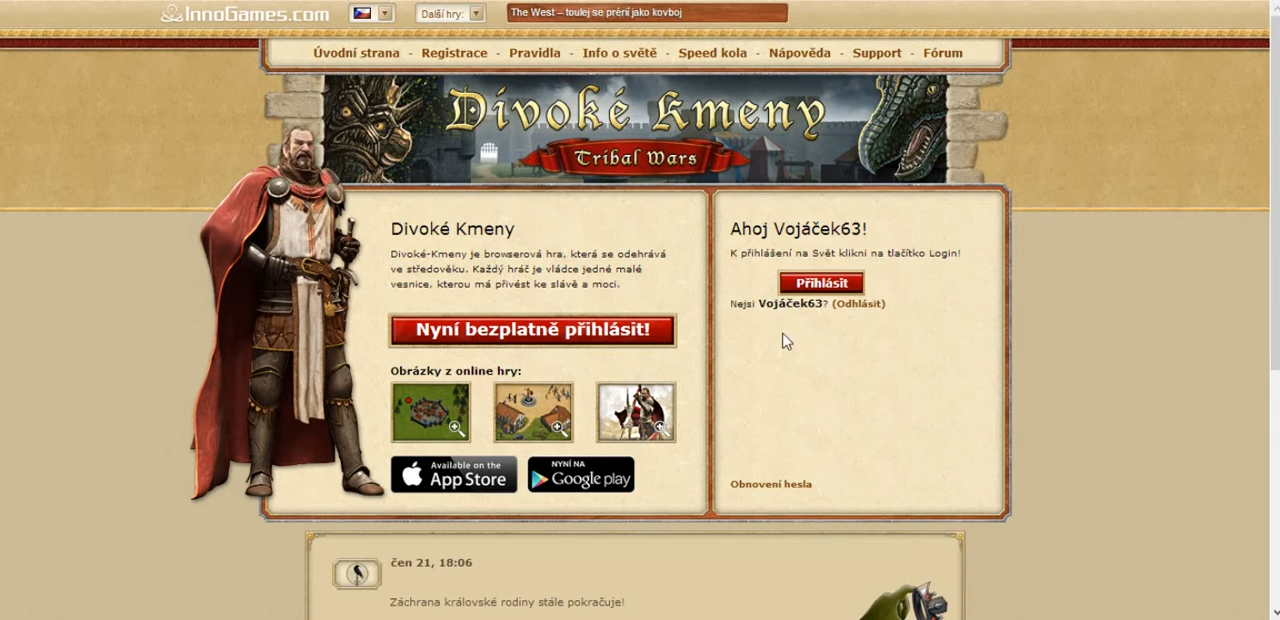 InnoGames.com
Další hry:
The West – toulej se prérií jako kovboj
Úvodní strana - Registrace - Pravidla - Info o světě - Speed kola - Nápověda - Support - Fórum
Divoké Kmeny
Tribal Wars
Divoké Kmeny
Divoké-Kmeny je browserová hra, která se odehrává
ve středověku. Každý hráč je vládce jedné malé
vesnice, kterou má přivést ke slávě a moci.
Nyní bezplatně přihlásit!
Obrázky z online hry:
Available on the
App Store
NYNÍ NA
Google play
Ahoj Vojáček63!
K přihlášení na Svět klikni na tlačítko Login!
Přihlásit
Nejsi Vojáček63? (Odhlásit)
Obnovení hesla
čen 21, 18:06
Záchrana královské rodiny stále pokračuje!